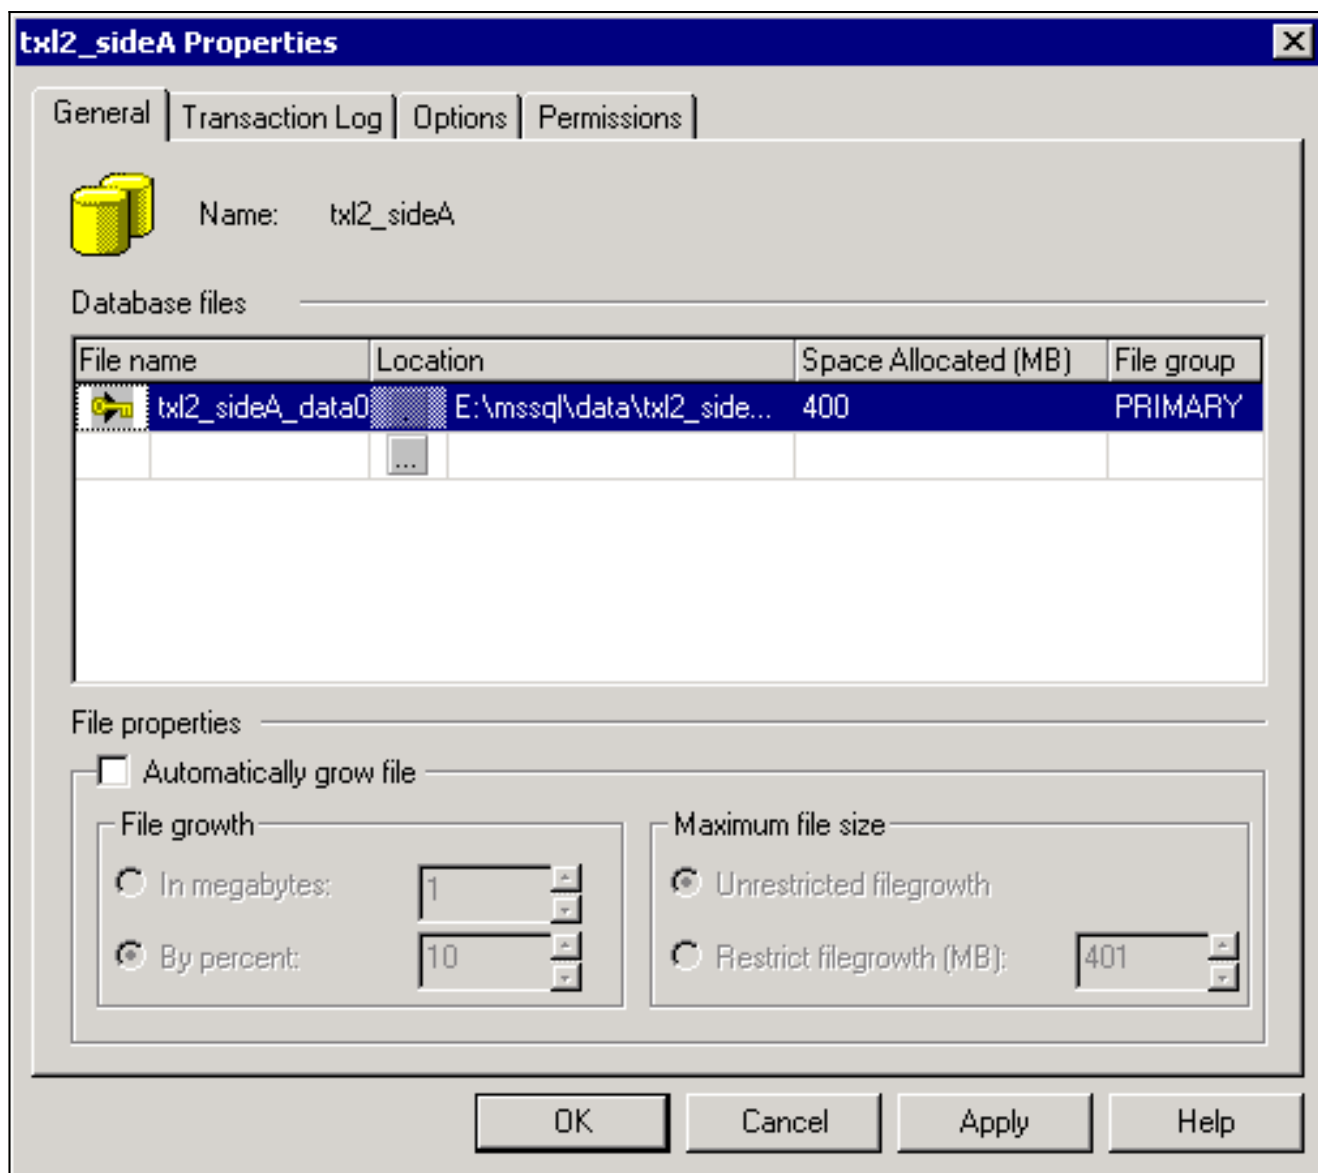 txl2_sideA Properties
General Transaction Log Options Permissions
Name: txl2_sideA
Database files
File name Location Space Allocated (MB) File group
txl2_sideA_data0 . E:\mssql\data\txl2_side... 400 PRIMARY
...
File properties
Automatically grow file
File growth Maximum file size
In megabytes: 1 Unrestricted filegrowth
By percent: 10 Restrict filegrowth (MB): 401
OK Cancel Apply Help